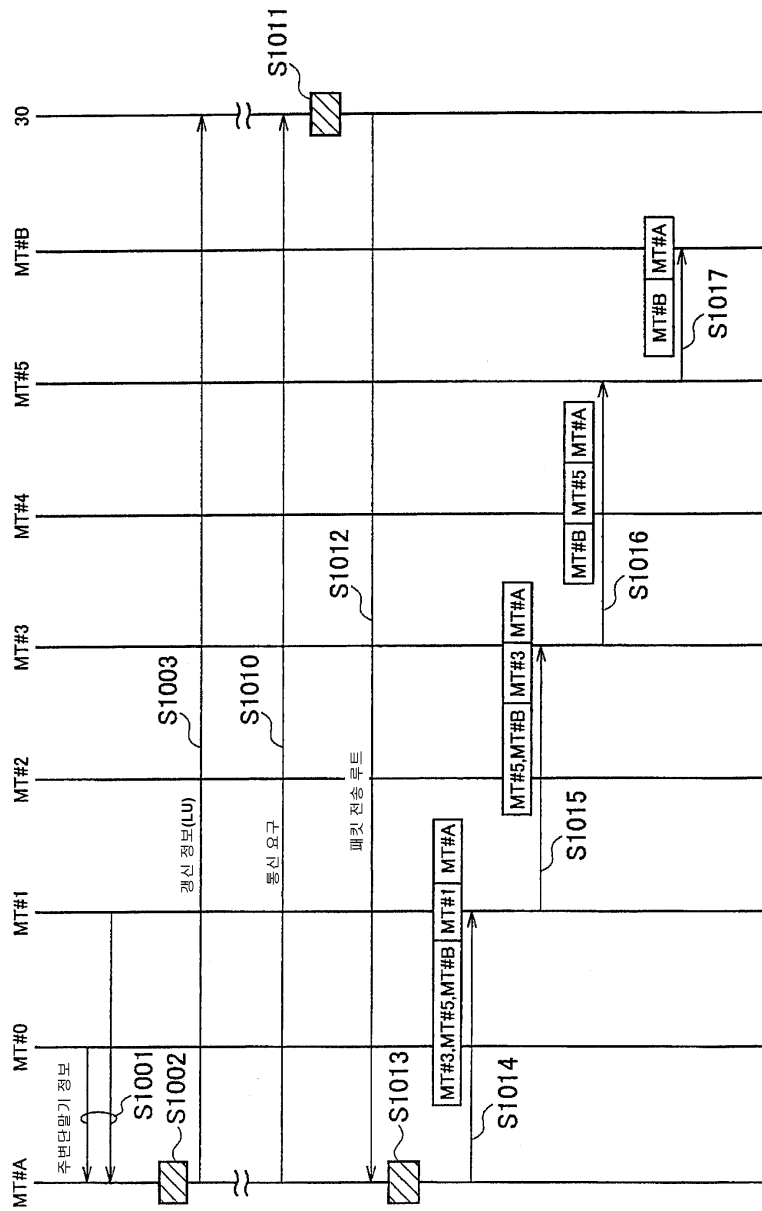 MT#A
MT#0
MT#1
MT#2
MT#3
MT#4
MT#5
MT#B
30
주변단말기 정보
S1001
S1002
갱신 정보(LU)
S1003
통신 요구
S1010
S1011
패킷 전송 루트
S1012
S1013
MT#3,MT#5,MT#B MT#1 MT#A
S1014
MT#5,MT#B MT#3 MT#A
S1015
MT#B MT#5 MT#A
S1016
MT#B MT#A
S1017